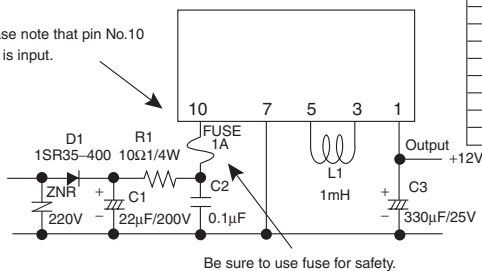 ase note that pin No.10
is input.
10 7 5 3 1
FUSE
1A
D1
1SR35–400
R1
10Ω1/4W
L1
1mH
Output
+12V
ZNR
220V
+
–
C1
22µF/200V
C2
0.1µF
+
–
C3
330µF/25V
Be sure to use fuse for safety.